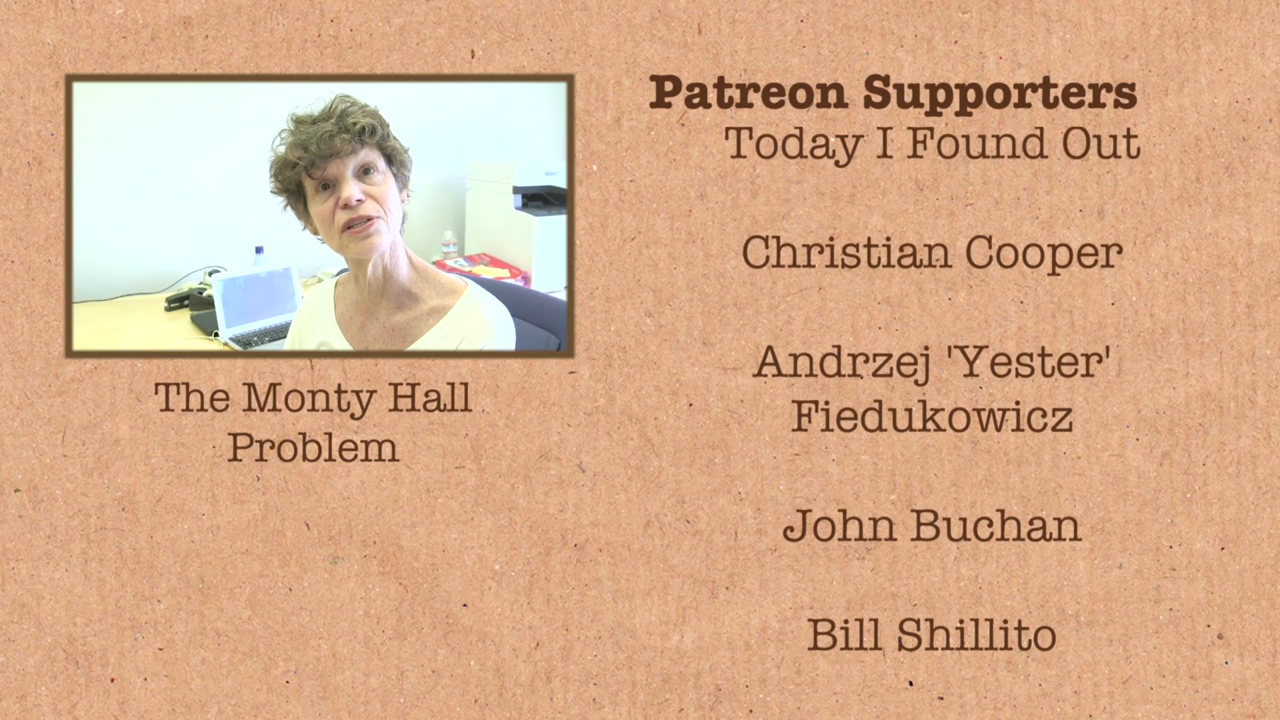 The Monty Hall
Problem
Patreon Supporters
Today I Found Out
Christian Cooper
Andrzej 'Yester'
Fiedukowicz
John Buchan
Bill Shillito